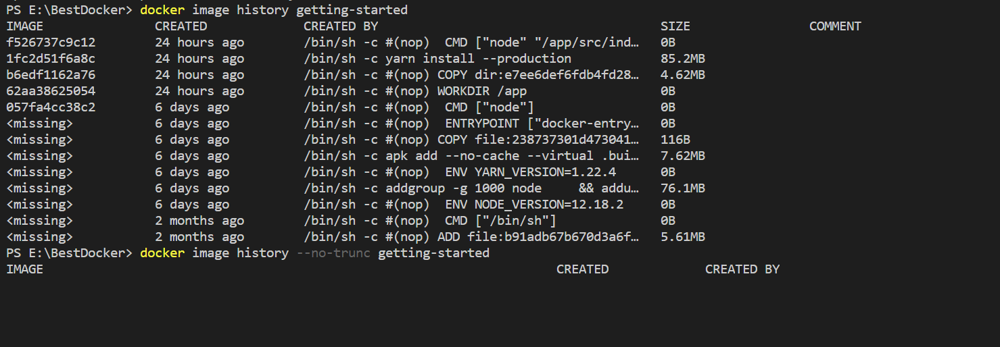 PS E:\BestDocker> docker image history getting-started
IMAGE               CREATED             CREATED BY                                      SIZE                COMMENT
f526737c9c12        24 hours ago        /bin/sh -c #(nop)  CMD ["node" "/app/src/ind…   0B
1fc2d51f6a8c        24 hours ago        /bin/sh -c yarn install --production            85.2MB
b6edf1162a76        24 hours ago        /bin/sh -c #(nop) COPY dir:e7ee6def6fdb4fd28…   4.62MB
62aa38625054        24 hours ago        /bin/sh -c #(nop) WORKDIR /app                  0B
057fa4cc38c2        6 days ago          /bin/sh -c #(nop)  CMD ["node"]                 0B
<missing>           6 days ago          /bin/sh -c #(nop)  ENTRYPOINT ["docker-entry…   0B
<missing>           6 days ago          /bin/sh -c #(nop) COPY file:238737301d473041…   116B
<missing>           6 days ago          /bin/sh -c apk add --no-cache --virtual .bui…   7.62MB
<missing>           6 days ago          /bin/sh -c #(nop)  ENV YARN_VERSION=1.22.4      0B
<missing>           6 days ago          /bin/sh -c addgroup -g 1000 node     && addu…   76.1MB
<missing>           6 days ago          /bin/sh -c #(nop)  ENV NODE_VERSION=12.18.2     0B
<missing>           2 months ago        /bin/sh -c #(nop)  CMD ["/bin/sh"]              0B
<missing>           2 months ago        /bin/sh -c #(nop) ADD file:b91adb67b670d3a6f…   5.61MB
PS E:\BestDocker> docker image history --no-trunc getting-started
IMAGE                                                                     CREATED             CREATED BY